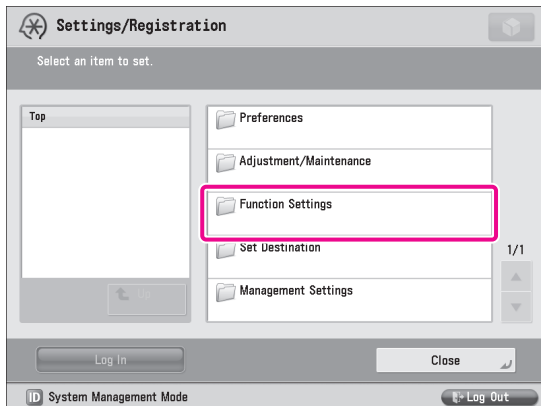 Settings/Registration
Select an item to set.
Top
Preferences
Adjustment/Maintenance
Function Settings
Set Destination
1/1
Up
Management Settings
Log In
Close
ID System Management Mode
Log Out